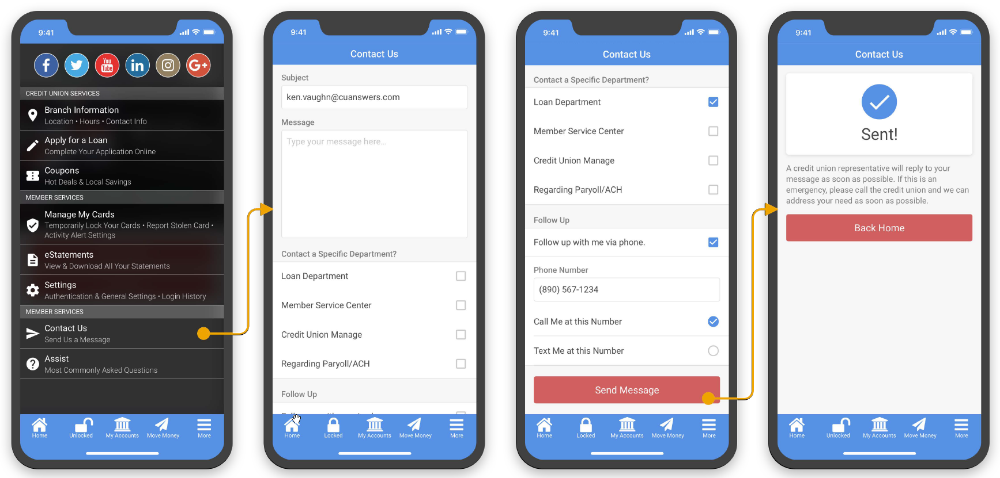 9:41
You
Tube
CREDIT UNION SERVICES
Branch Information
Location • Hours • Contact Info
Apply for a Loan
Complete Your Application Online
Coupons
Hot Deals & Local Savings
MEMBER SERVICES
Manage My Cards
Temporarily Lock Your Cards • Report Stolen Card •
Activity Alert Settings
eStatements
View & Download All Your Statements
Settings
Authentication & General Settings • Login History
MEMBER SERVICES
Contact Us
Send Us a Message
Assist
Most Commonly Asked Questions
Home Unlocked My Accounts Move Money More
9:41
Contact Us
Subject
ken.vaughn@cuanswers.com
Message
Type your message here...
Contact a Specific Department?
Loan Department
Member Service Center
Credit Union Manage
Regarding Paryoll/ACH
Follow Up
Home Locked My Accounts Move Money More
9:41
Contact Us
Contact a Specific Department?
Loan Department
Member Service Center
Credit Union Manage
Regarding Paryoll/ACH
Follow Up
Follow up with me via phone.
Phone Number
(890) 567-1234
Call Me at this Number
Text Me at this Number
Send Message
Home Locked My Accounts Move Money More
9:41
Contact Us
Sent!
A credit union representative will reply to your
message as soon as possible. If this is an
emergency, please call the credit union and we can
address your need as soon as possible.
Back Home
Home Unlocked My Accounts Move Money More